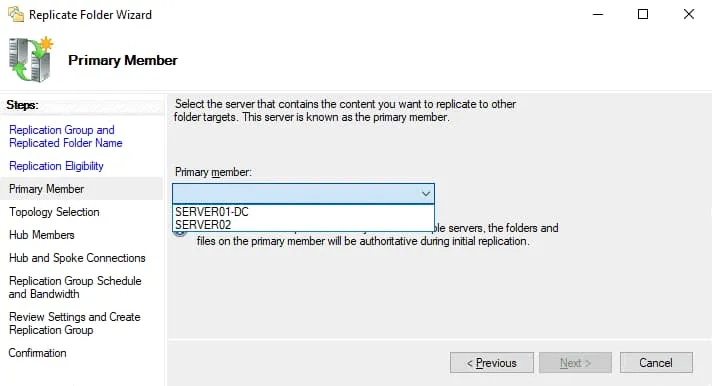 Replicate Folder Wizard
Primary Member
Steps:
Replication Group and
Replicated Folder Name
Replication Eligibility
Primary Member
Topology Selection
Hub Members
Hub and Spoke Connections
Replication Group Schedule
and Bandwidth
Review Settings and Create
Replication Group
Confirmation
Select the server that contains the content you want to replicate to other
folder targets. This server is known as the primary member.
Primary member:
SERVER01-DC
SERVER02
servers, the folders and
files on the primary member will be authoritative during initial replication.
< Previous
Next >
Cancel